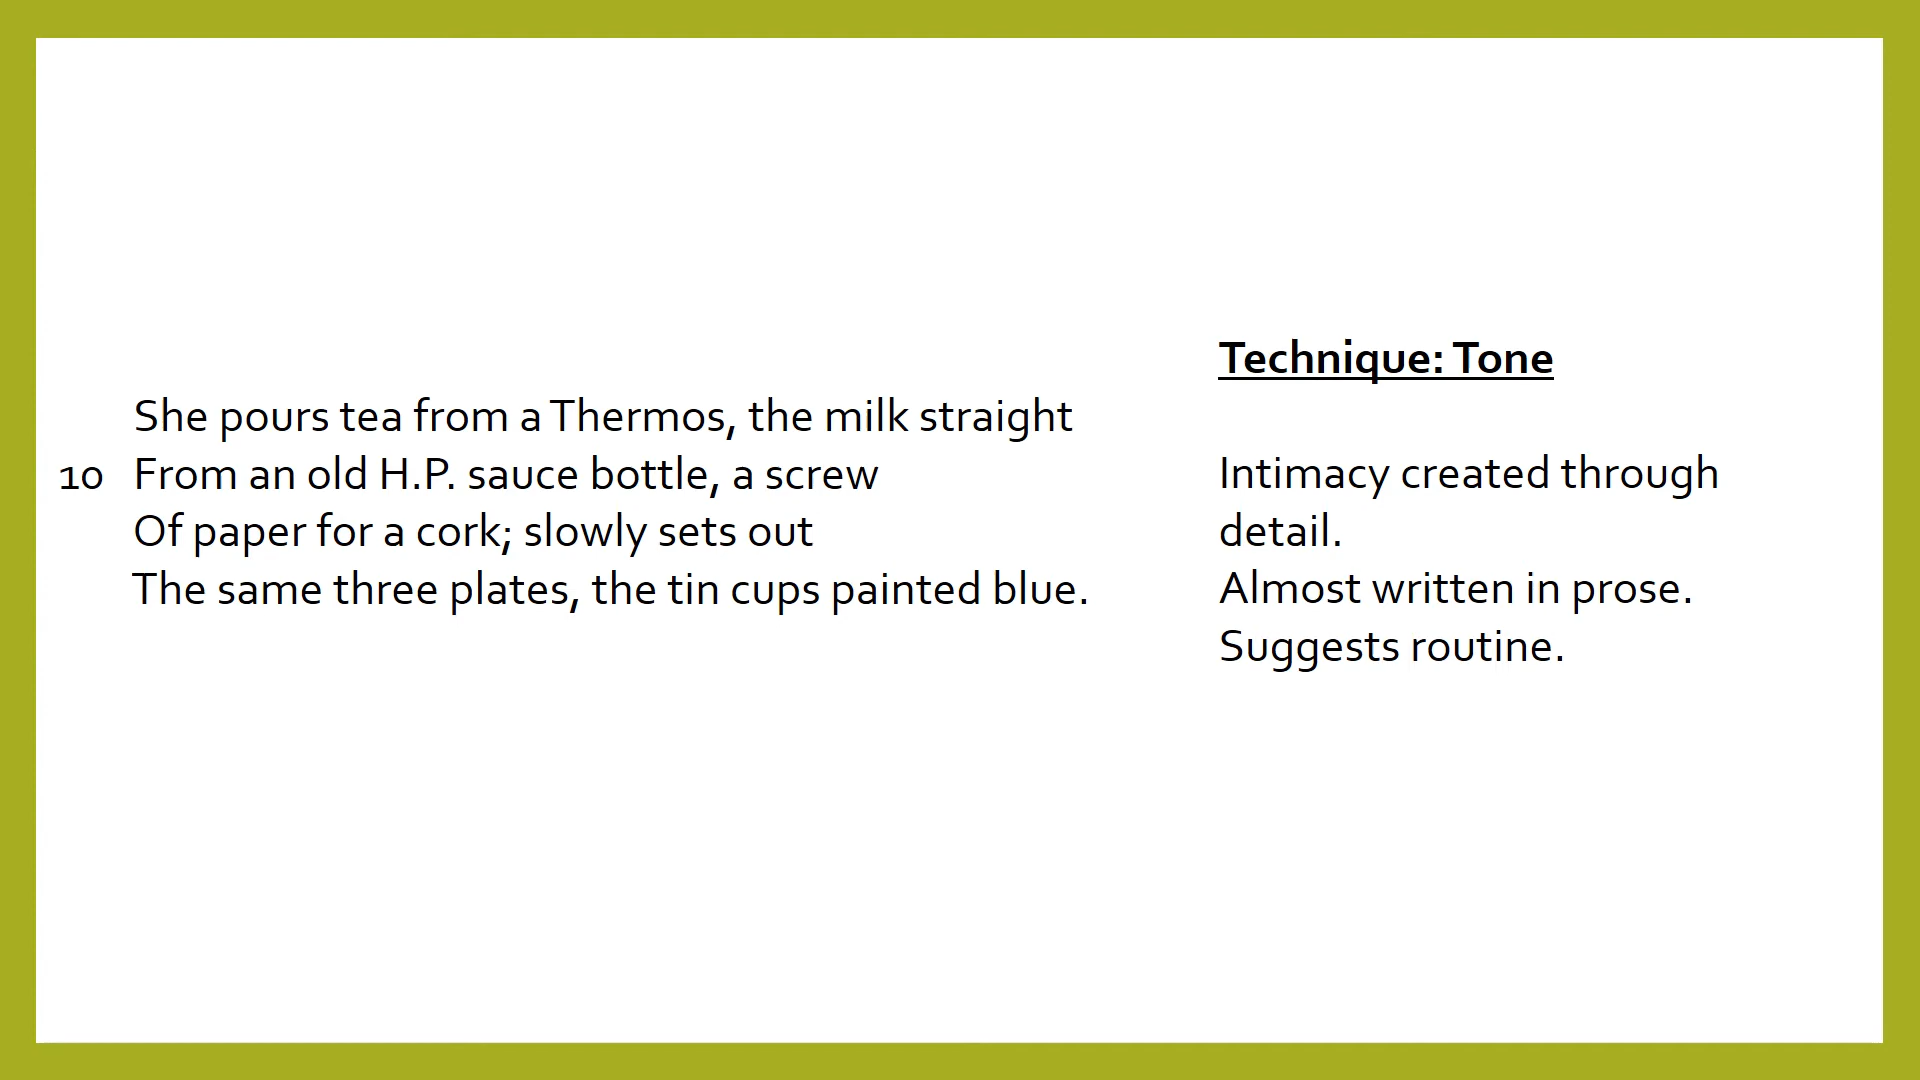 She pours tea from a Thermos, the milk straight
10 From an old H.P. sauce bottle, a screw
Of paper for a cork; slowly sets out
The same three plates, the tin cups painted blue.
Technique: Tone
Intimacy created through
detail.
Almost written in prose.
Suggests routine.